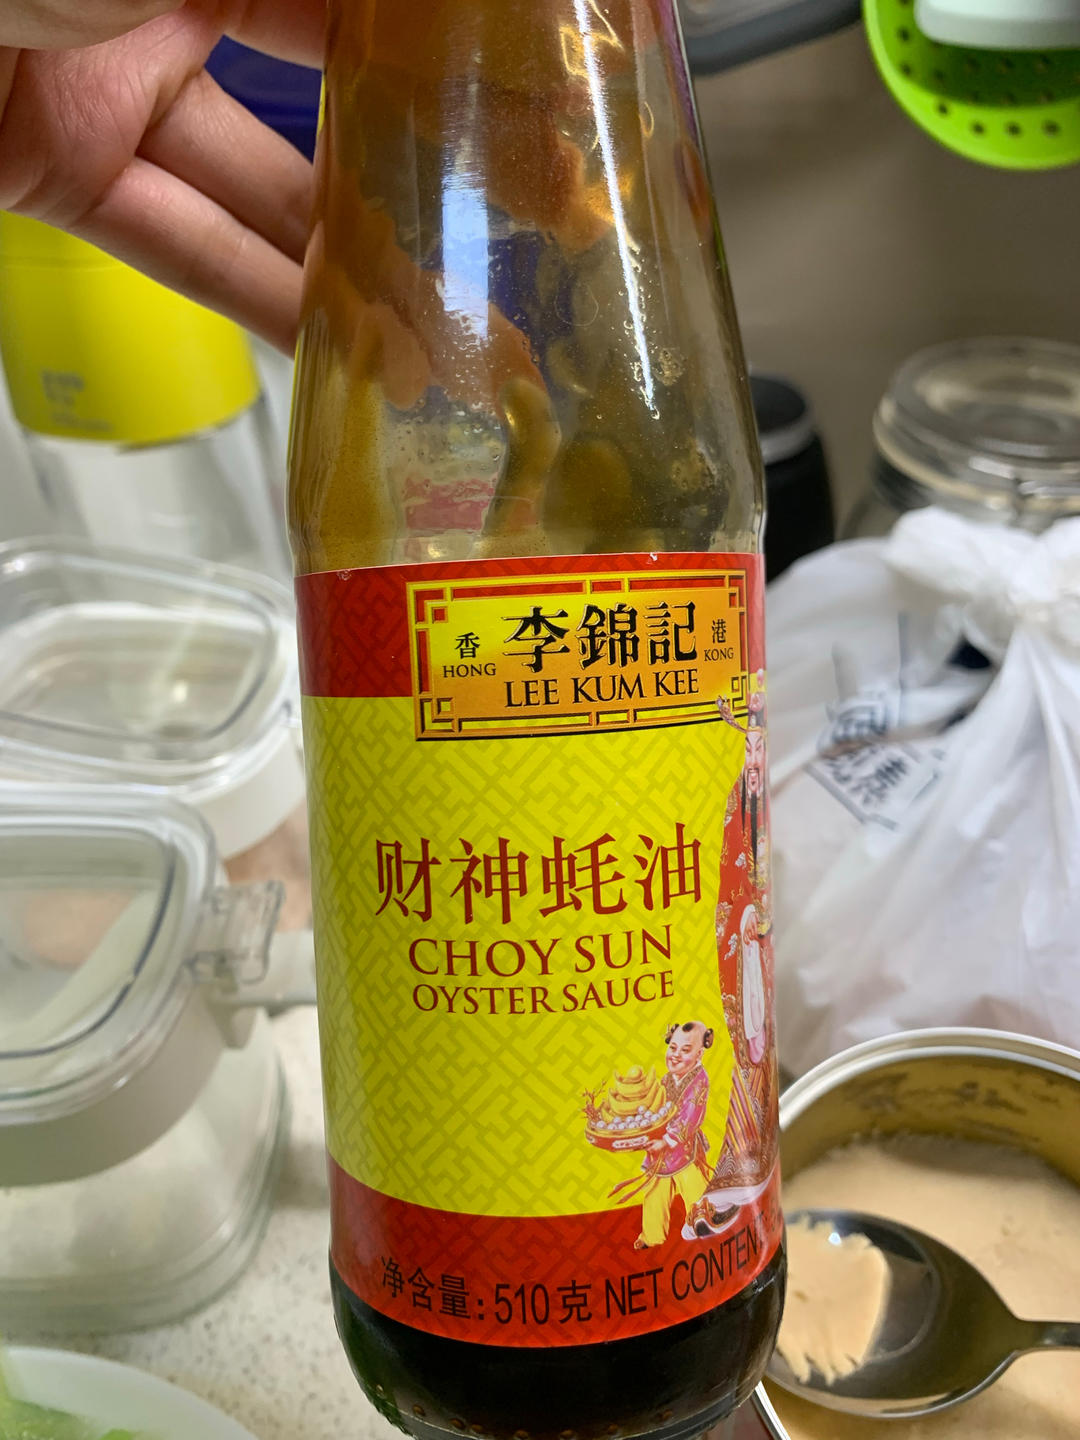 香 李錦記 港
HONG LEE KUM KEE KONG
财神蚝油
CHOY SUN
OYSTER SAUCE
净含量:510克 NET CONTENT